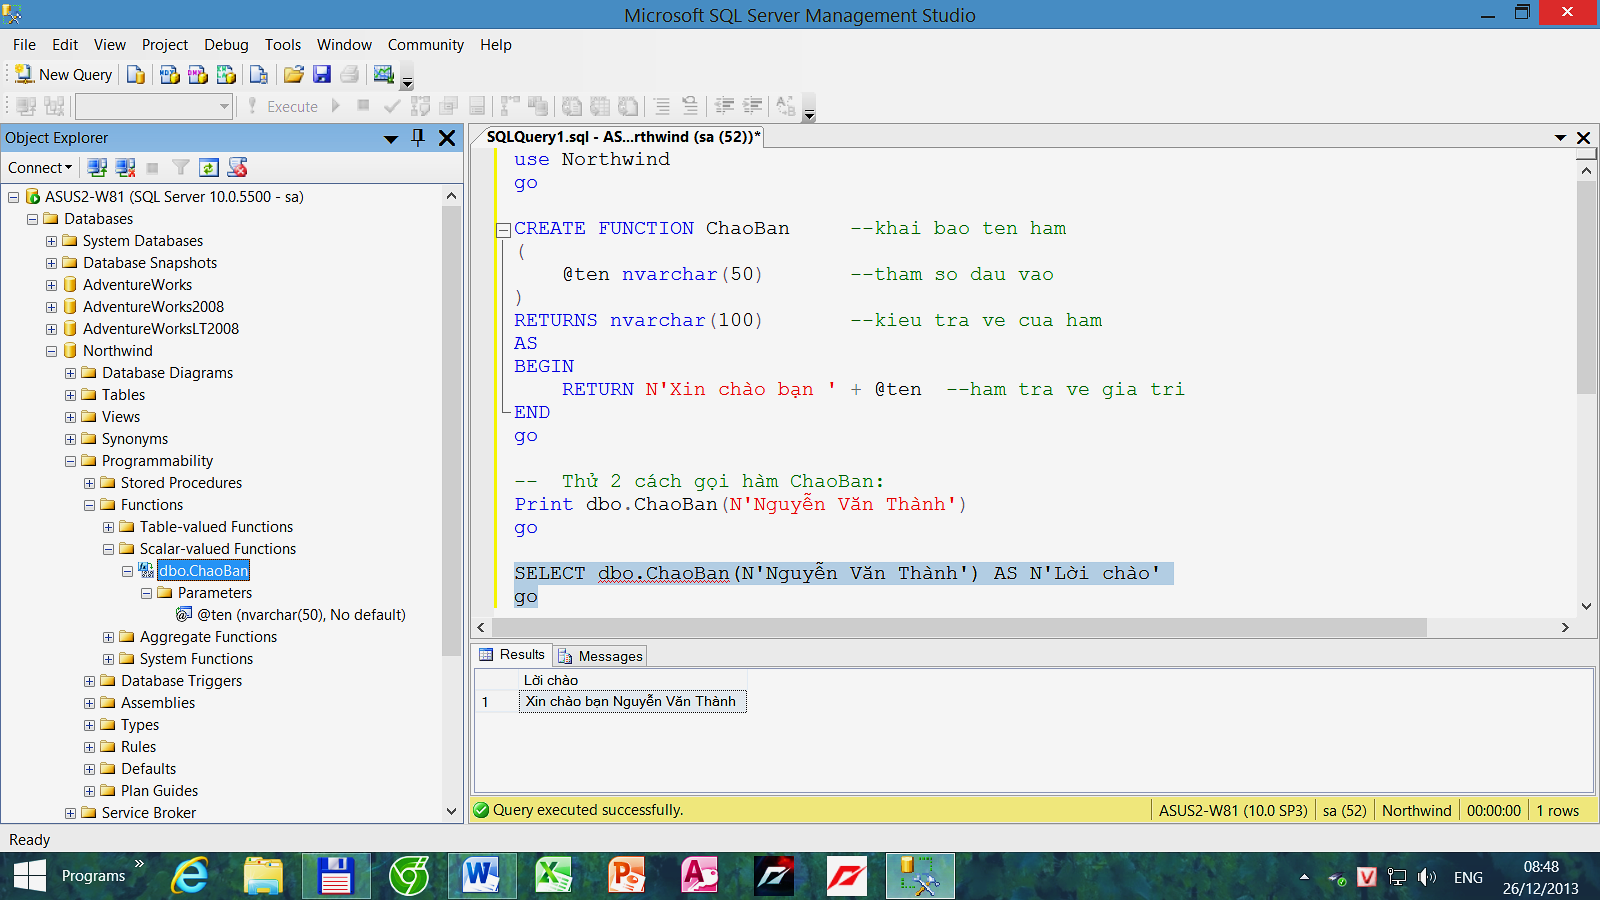 Microsoft SQL Server Management Studio
File Edit View Project Debug Tools Window Community Help
New Query
Execute
Object Explorer
Connect
ASUS2-W81 (SQL Server 10.0.5500 - sa)
Databases
System Databases
Database Snapshots
AdventureWorks
AdventureWorks2008
AdventureWorksLT2008
Northwind
Database Diagrams
Tables
Views
Synonyms
Programmability
Stored Procedures
Functions
Table-valued Functions
Scalar-valued Functions
dbo.ChaoBan
Parameters
@ten (nvarchar(50), No default)
Aggregate Functions
System Functions
Database Triggers
Assemblies
Types
Rules
Defaults
Plan Guides
Service Broker
SQLQuery1.sql - AS...rthwind (sa (52))*
use Northwind
go
CREATE FUNCTION ChaoBan --khai bao ten ham
(
@ten nvarchar(50) --tham so dau vao
)
RETURNS nvarchar(100) --kieu tra ve cua ham
AS
BEGIN
RETURN N'Xin chào bạn ' + @ten --ham tra ve gia tri
END
go
-- Thử 2 cách gọi hàm ChaoBan:
Print dbo.ChaoBan(N'Nguyễn Văn Thành')
go
SELECT dbo.ChaoBan(N'Nguyễn Văn Thành') AS N'Lời chào'
go
Results Messages
Lời chào
1 Xin chào bạn Nguyễn Văn Thành
Query executed successfully. ASUS2-W81 (10.0 SP3) sa (52) Northwind 00:00:00 1 rows
Ready
Programs ENG 08:48
26/12/2013